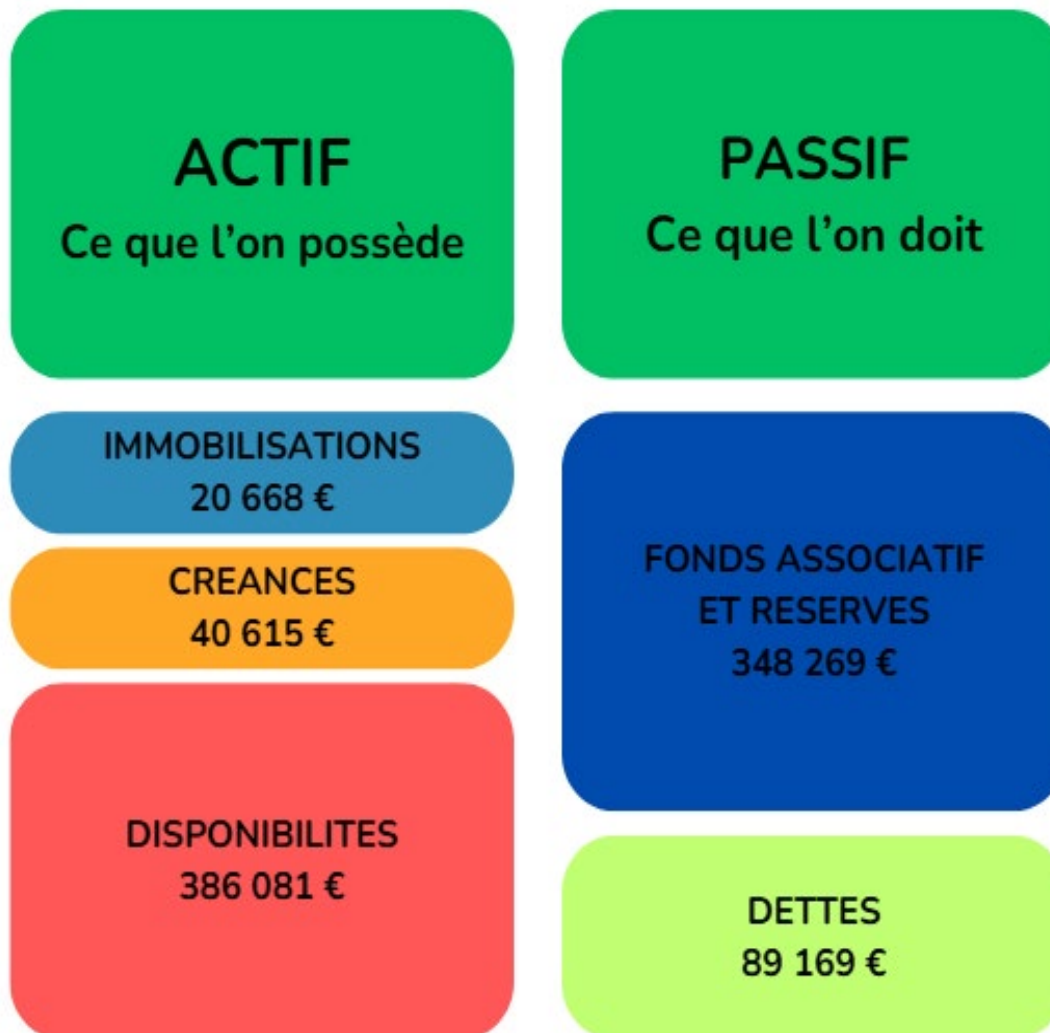 ACTIF
Ce que l'on possède
IMMOBILISATIONS
20 668 €
CREANCES
40 615 €
DISPONIBILITES
386 081 €
PASSIF
Ce que l'on doit
FONDS ASSOCIATIF
ET RESERVES
348 269 €
DETTES
89 169 €